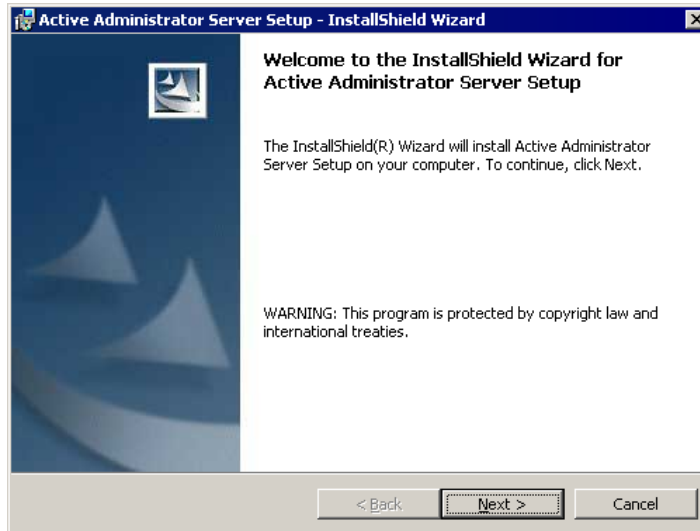 Active Administrator Server Setup - InstallShield Wizard
Welcome to the InstallShield Wizard for
Active Administrator Server Setup
The InstallShield(R) Wizard will install Active Administrator
Server Setup on your computer. To continue, click Next.
WARNING: This program is protected by copyright law and
international treaties.
< Back
Next >
Cancel